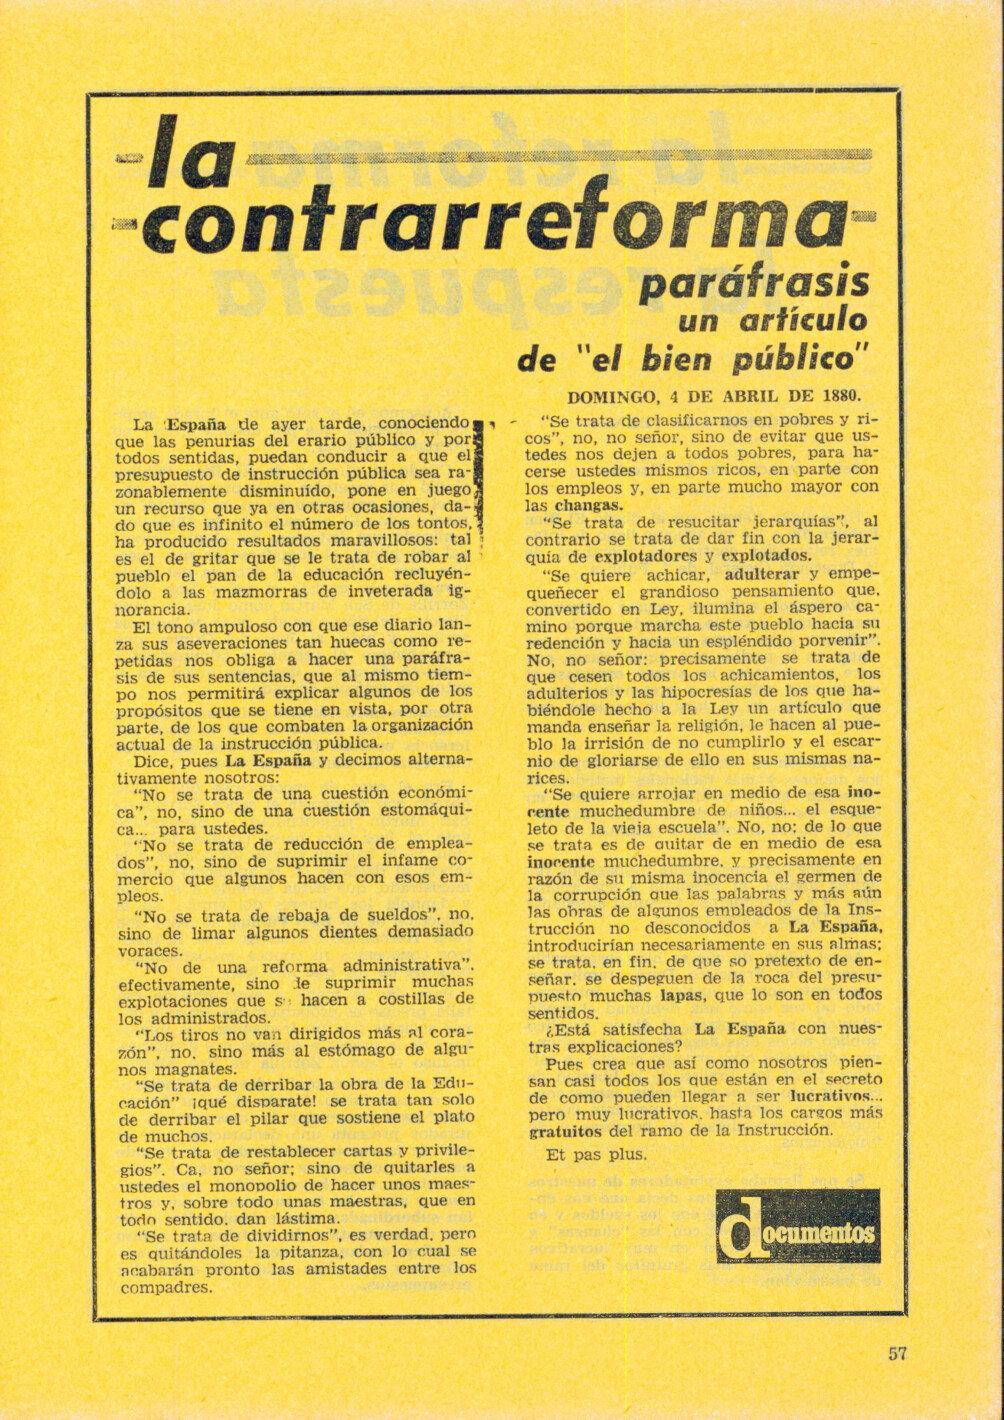 la
contrarreforma
paráfrasis
un artículo
de "el bien público"
DOMINGO, 4 DE ABRIL DE 1880.
La España de ayer tarde, conociendo
que las penurias del erario público y por
todos sentidas, puedan conducir a que el
presupuesto de instrucción pública sea ra-
zonablemente disminuído, pone en juego
un recurso que ya en otras ocasiones, da-
do que es infinito el número de los tontos,
ha producido resultados maravillosos: tal
es el de gritar que se le trata de robar al
pueblo el pan de la educación recluyén-
dolo a las mazmorras de inveterada ig-
norancia.
El tono ampuloso con que ese diario lan-
za sus aseveraciones tan huecas como re-
petidas nos obliga a hacer una paráfra-
sis de sus sentencias, que al mismo tiem-
po nos permitirá explicar algunos de los
propósitos que se tiene en vista, por otra
parte, de los que combaten la organización
actual de la instrucción pública.
Dice, pues La España y decimos alterna-
tivamente nosotros:
"No se trata de una cuestión económi-
ca", no, sino de una cuestión estomáqui-
ca... para ustedes.
"No se trata de reducción de emplea-
dos", no, sino de suprimir el infame co-
mercio que algunos hacen con esos em-
pleos.
"No se trata de rebaja de sueldos", no,
sino de limar algunos dientes demasiado
voraces.
"No de una reforma administrativa".
efectivamente, sino de suprimir muchas
explotaciones que se hacen a costillas de
los administrados.
"Los tiros no van dirigidos más al cora-
zón", no, sino más al estómago de algu-
nos magnates.
"Se trata de derribar la obra de la Edu-
cación" ¡qué disparate! se trata tan solo
de derribar el pilar que sostiene el plato
de muchos.
"Se trata de restablecer cartas y privile-
gios". Ca, no señor; sino de quitarles a
ustedes el monopolio de hacer unos maes-
tros y, sobre todo unas maestras, que en
todo sentido, dan lástima.
"Se trata de dividirnos", es verdad, pero
es quitándoles la pitanza, con lo cual se
acabarán pronto las amistades entre los
compadres.
"Se trata de clasificarnos en pobres y ri-
cos", no, no señor, sino de evitar que us-
tedes nos dejen a todos pobres, para ha-
cerse ustedes mismos ricos, en parte con
los empleos y, en parte mucho mayor con
las changas.
"Se trata de resucitar jerarquías", al
contrario se trata de dar fin con la jerar-
quía de explotadores y explotados.
"Se quiere achicar, adulterar y empe-
queñecer el grandioso pensamiento que,
convertido en Ley, ilumina el áspero ca-
mino porque marcha este pueblo hacia su
redención y hacia un espléndido porvenir".
No, no señor: precisamente se trata de
que cesen todos los achicamientos, los
adulterios y las hipocresías de los que ha-
biéndole hecho a la Ley un artículo que
manda enseñar la religión, le hacen al pue-
blo la irrisión de no cumplirlo y el escar-
nio de gloriarse de ello en sus mismas na-
rices.
"Se quiere arrojar en medio de esa ino-
cente muchedumbre de niños... el esque-
leto de la vieja escuela". No, no: de lo que
se trata es de quitar de en medio de esa
inocente muchedumbre, y precisamente en
razón de su misma inocencia el germen de
la corrupción que las palabras y más aún
las obras de algunos empleados de la Ins-
trucción no desconocidos a La España,
introducirían necesariamente en sus almas;
se trata, en fin, de que so pretexto de en-
señar, se despeguen de la roca del presu-
puesto muchas lapas, que lo son en todos
sentidos.
¿Está satisfecha La España con nues-
tras explicaciones?
Pues crea que así como nosotros pien-
san casi todos los que están en el secreto
de como pueden llegar a ser lucrativos...
pero muy lucrativos, hasta los cargos más
gratuitos del ramo de la Instrucción.
Et pas plus.
documentos
57